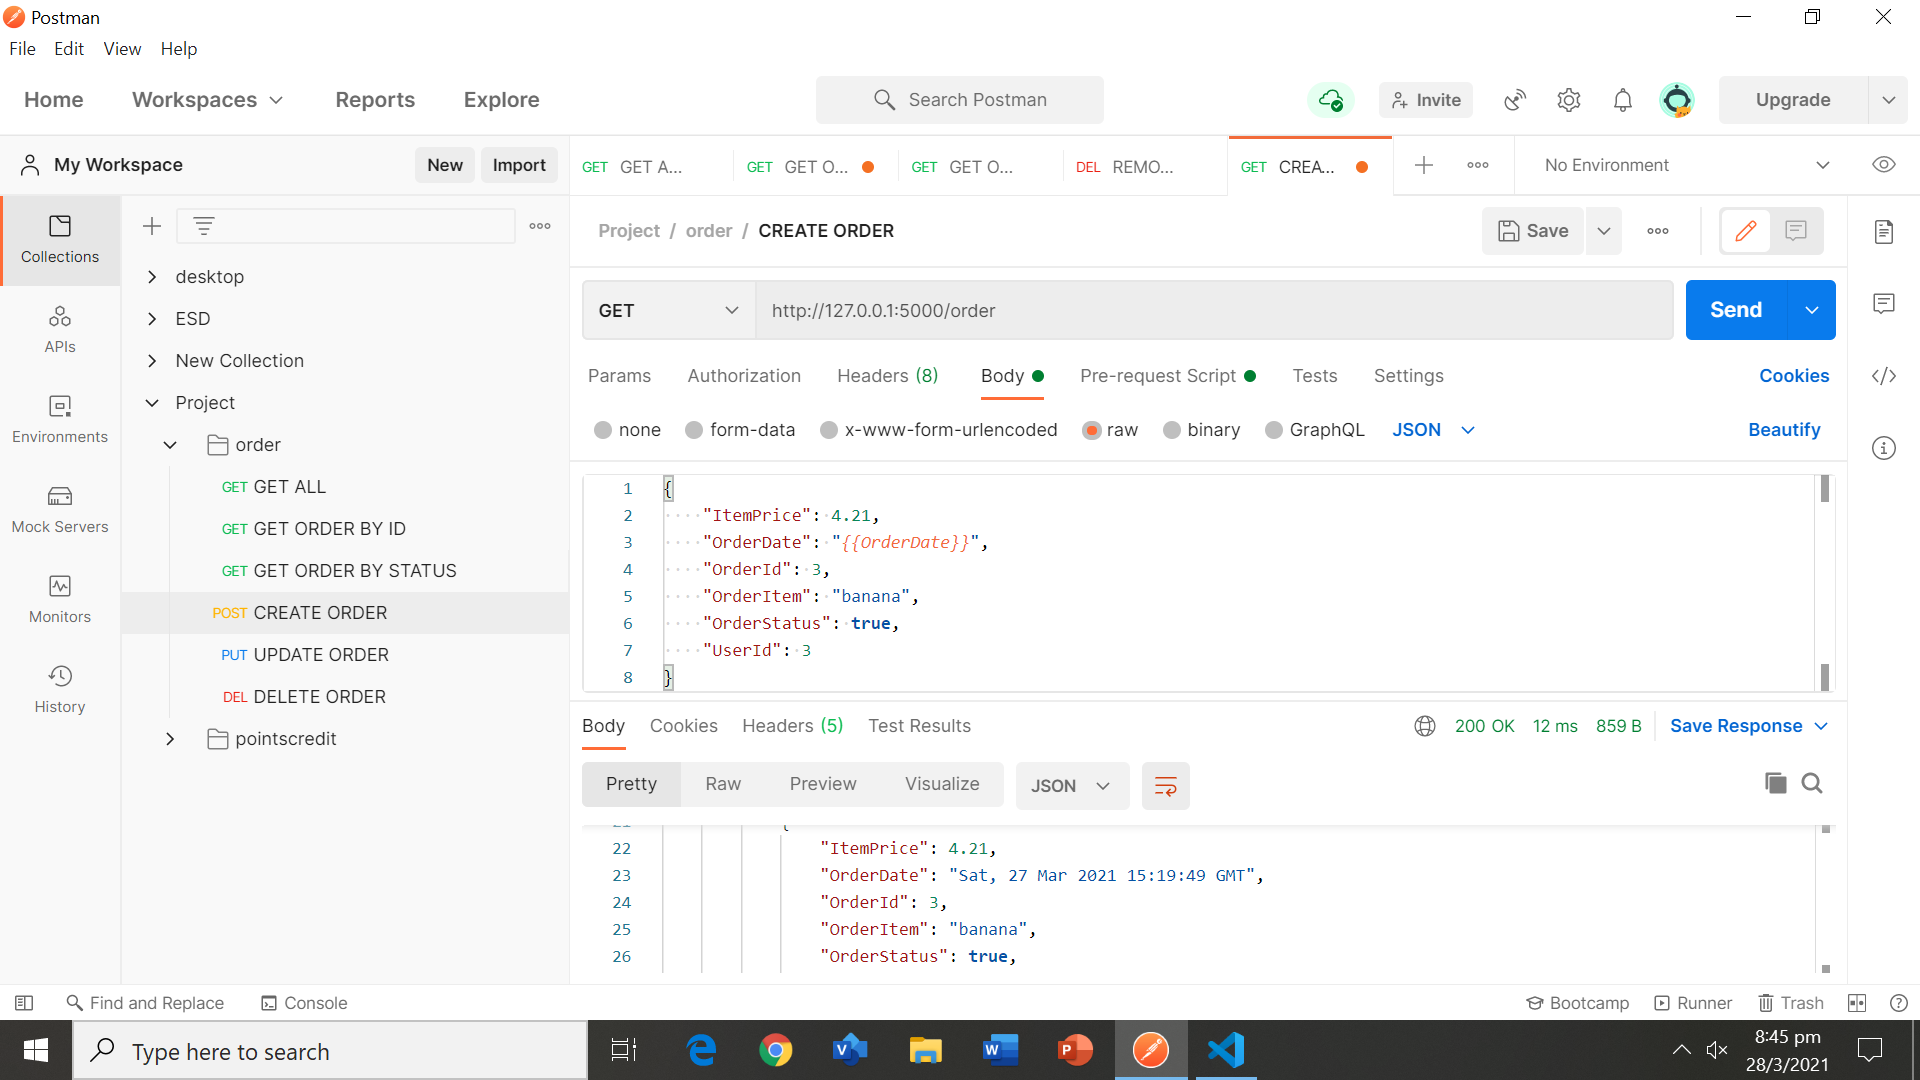 Postman
File Edit View Help
Home Workspaces Reports Explore Search Postman Invite Upgrade
My Workspace New Import
GET GET A... GET GET O... GET GET O... DEL REMO... GET CREA... No Environment
Collections
APIs
Environments
Mock Servers
Monitors
History
desktop
ESD
New Collection
Project
order
GET GET ALL
GET GET ORDER BY ID
GET GET ORDER BY STATUS
POST CREATE ORDER
PUT UPDATE ORDER
DEL DELETE ORDER
pointscredit
Project / order / CREATE ORDER Save
GET http://127.0.0.1:5000/order Send
Params Authorization Headers (8) Body Pre-request Script Tests Settings Cookies
none form-data x-www-form-urlencoded raw binary GraphQL JSON Beautify
1 {
2 "ItemPrice": 4.21,
3 "OrderDate": "{{OrderDate}}",
4 "OrderId": 3,
5 "OrderItem": "banana",
6 "OrderStatus": true,
7 "UserId": 3
8 }
Body Cookies Headers (5) Test Results 200 OK 12 ms 859 B Save Response
Pretty Raw Preview Visualize JSON
22 "ItemPrice": 4.21,
23 "OrderDate": "Sat, 27 Mar 2021 15:19:49 GMT",
24 "OrderId": 3,
25 "OrderItem": "banana",
26 "OrderStatus": true,
Find and Replace Console Bootcamp Runner Trash
Type here to search
8:45 pm
28/3/2021